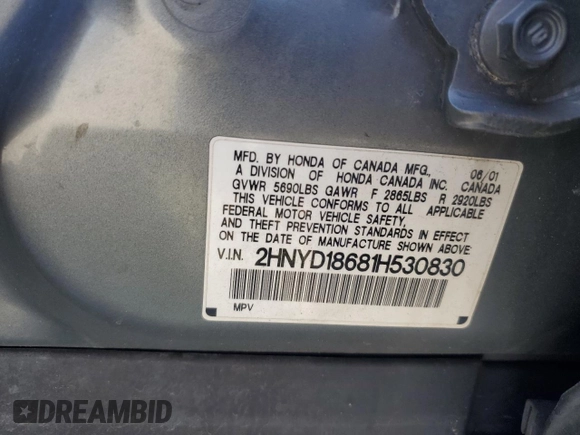 MFD. BY HONDA OF CANADA MFG., 06/01
A DIVISION OF HONDA CANADA INC. CANADA
GVWR 5690LBS GAWR F 2865LBS R 2920LBS
THIS VEHICLE CONFORMS TO ALL APPLICABLE
FEDERAL MOTOR VEHICLE SAFETY,
AND THEFT PREVENTION STANDARDS IN EFFECT
ON THE DATE OF MANUFACTURE SHOWN ABOVE.
V.I.N. 2HNYD18681H530830
MPV
DREAMBID